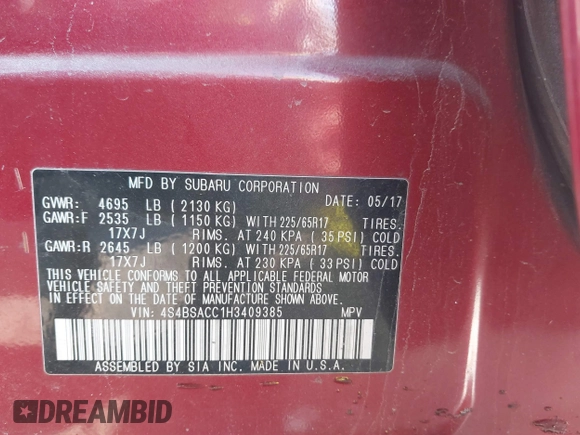 MFD BY SUBARU CORPORATION
GVWR: 4695 LB ( 2130 KG) DATE: 05/17
GAWR:F 2535 LB ( 1150 KG) WITH 225/65R17 TIRES.
17X7J RIMS. AT 240 KPA ( 35 PSI) COLD
GAWR:R 2645 LB ( 1200 KG) WITH 225/65R17 TIRES.
17X7J RIMS. AT 230 KPA ( 33 PSI) COLD
THIS VEHICLE CONFORMS TO ALL APPLICABLE FEDERAL MOTOR
VEHICLE SAFETY AND THEFT PREVENTION STANDARDS
IN EFFECT ON THE DATE OF MANUFACTURE SHOWN ABOVE.
VIN: 4S4BSACC1H3409385 MPV
ASSEMBLED BY SIA INC. MADE IN U.S.A.
DREAMBID